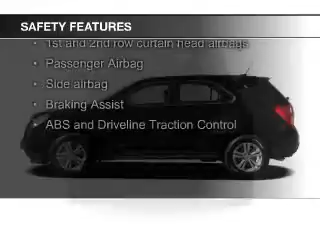 SAFETY FEATURES
• 1st and 2nd row curtain head airbags
• Passenger Airbag
• Side airbag
• Braking Assist
ABS and Driveline Traction Control